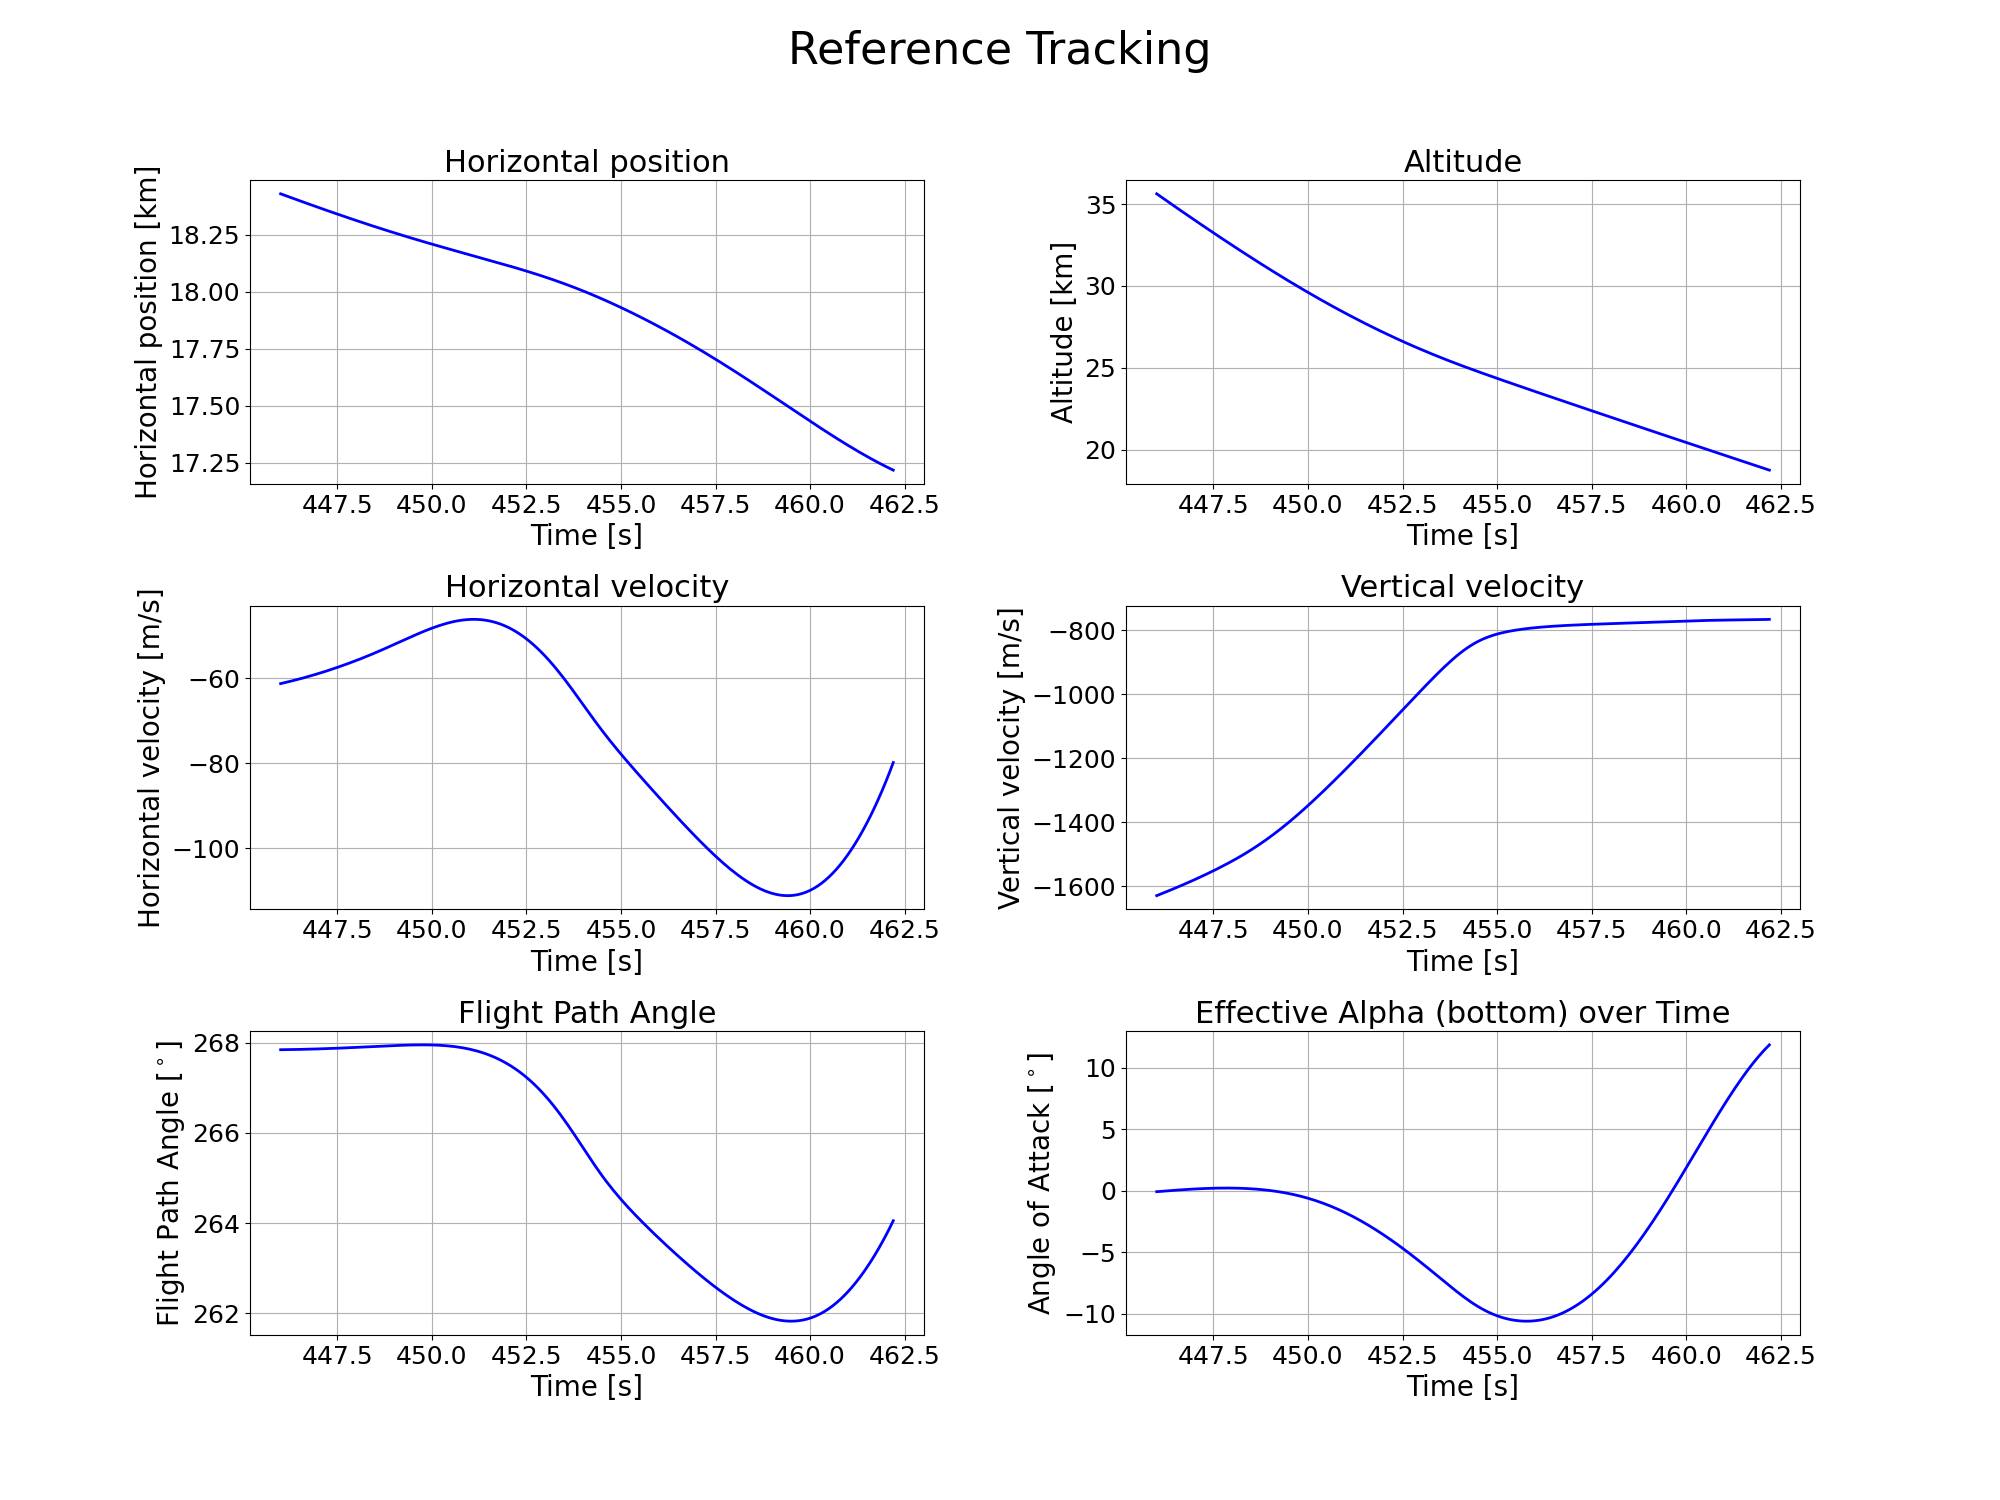 Reference Tracking
Horizontal position
Horizontal position [km]
18.25
18.00
17.75
17.50
17.25
447.5 450.0 452.5 455.0 457.5 460.0 462.5
Time [s]
Altitude
Altitude [km]
35
30
25
20
447.5 450.0 452.5 455.0 457.5 460.0 462.5
Time [s]
Horizontal velocity
Horizontal velocity [m/s]
−60
−80
−100
447.5 450.0 452.5 455.0 457.5 460.0 462.5
Time [s]
Vertical velocity
Vertical velocity [m/s]
−800
−1000
−1200
−1400
−1600
447.5 450.0 452.5 455.0 457.5 460.0 462.5
Time [s]
Flight Path Angle
Flight Path Angle [°]
268
266
264
262
447.5 450.0 452.5 455.0 457.5 460.0 462.5
Time [s]
Effective Alpha (bottom) over Time
Angle of Attack [°]
10
5
0
−5
−10
447.5 450.0 452.5 455.0 457.5 460.0 462.5
Time [s]